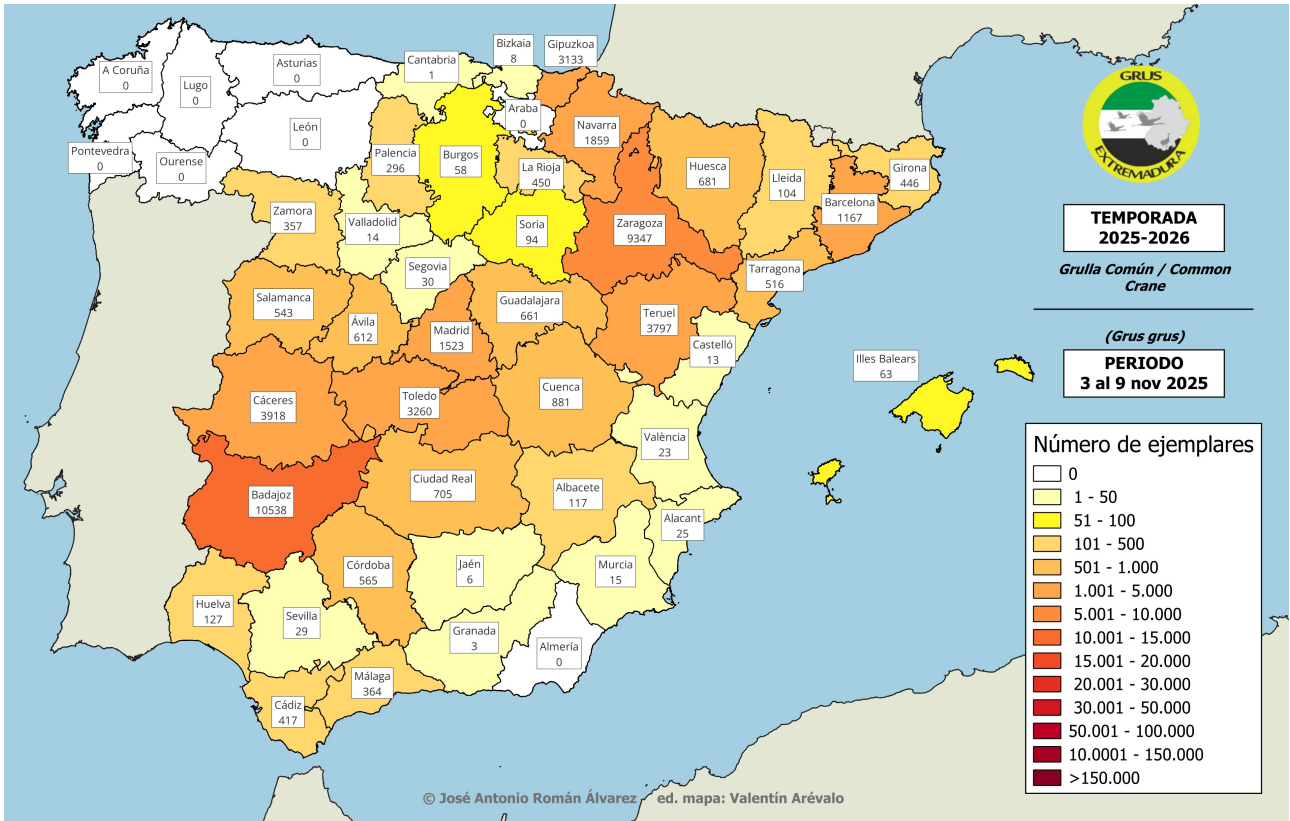 Bizkaia
8
Gipuzkoa
3133
Cantabria
1
Asturias
0
A Coruña
0
Lugo
0
Araba
0
León
0
Navarra
1859
Pontevedra
0
Ourense
0
Palencia
296
Burgos
58
La Rioja
450
Huesca
681
Lleida
104
Girona
446
Barcelona
1167
Zamora
357
Valladolid
14
Soria
94
Zaragoza
9347
Segovia
30
Tarragona
516
Salamanca
543
Ávila
612
Madrid
1523
Guadalajara
661
Teruel
3797
Castelló
13
Illes Balears
63
Cáceres
3918
Toledo
3260
Cuenca
881
València
23
Badajoz
10538
Ciudad Real
705
Albacete
117
Alacant
25
Córdoba
565
Jaén
6
Murcia
15
Huelva
127
Sevilla
29
Granada
3
Almería
0
Málaga
364
Cádiz
417
GRUS
EXTREMADURA
TEMPORADA
2025-2026
Grulla Común / Common
Crane
(Grus grus)
PERIODO
3 al 9 nov 2025
Número de ejemplares
0
1 - 50
51 - 100
101 - 500
501 - 1.000
1.001 - 5.000
5.001 - 10.000
10.001 - 15.000
15.001 - 20.000
20.001 - 30.000
30.001 - 50.000
50.001 - 100.000
10.0001 - 150.000
>150.000
© José Antonio Román Álvarez ed. mapa: Valentín Arévalo